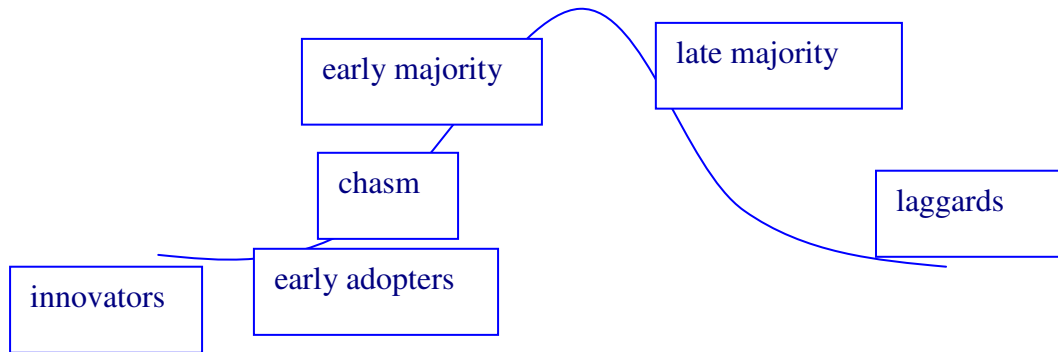 early majority
late majority
chasm
laggards
early adopters
innovators